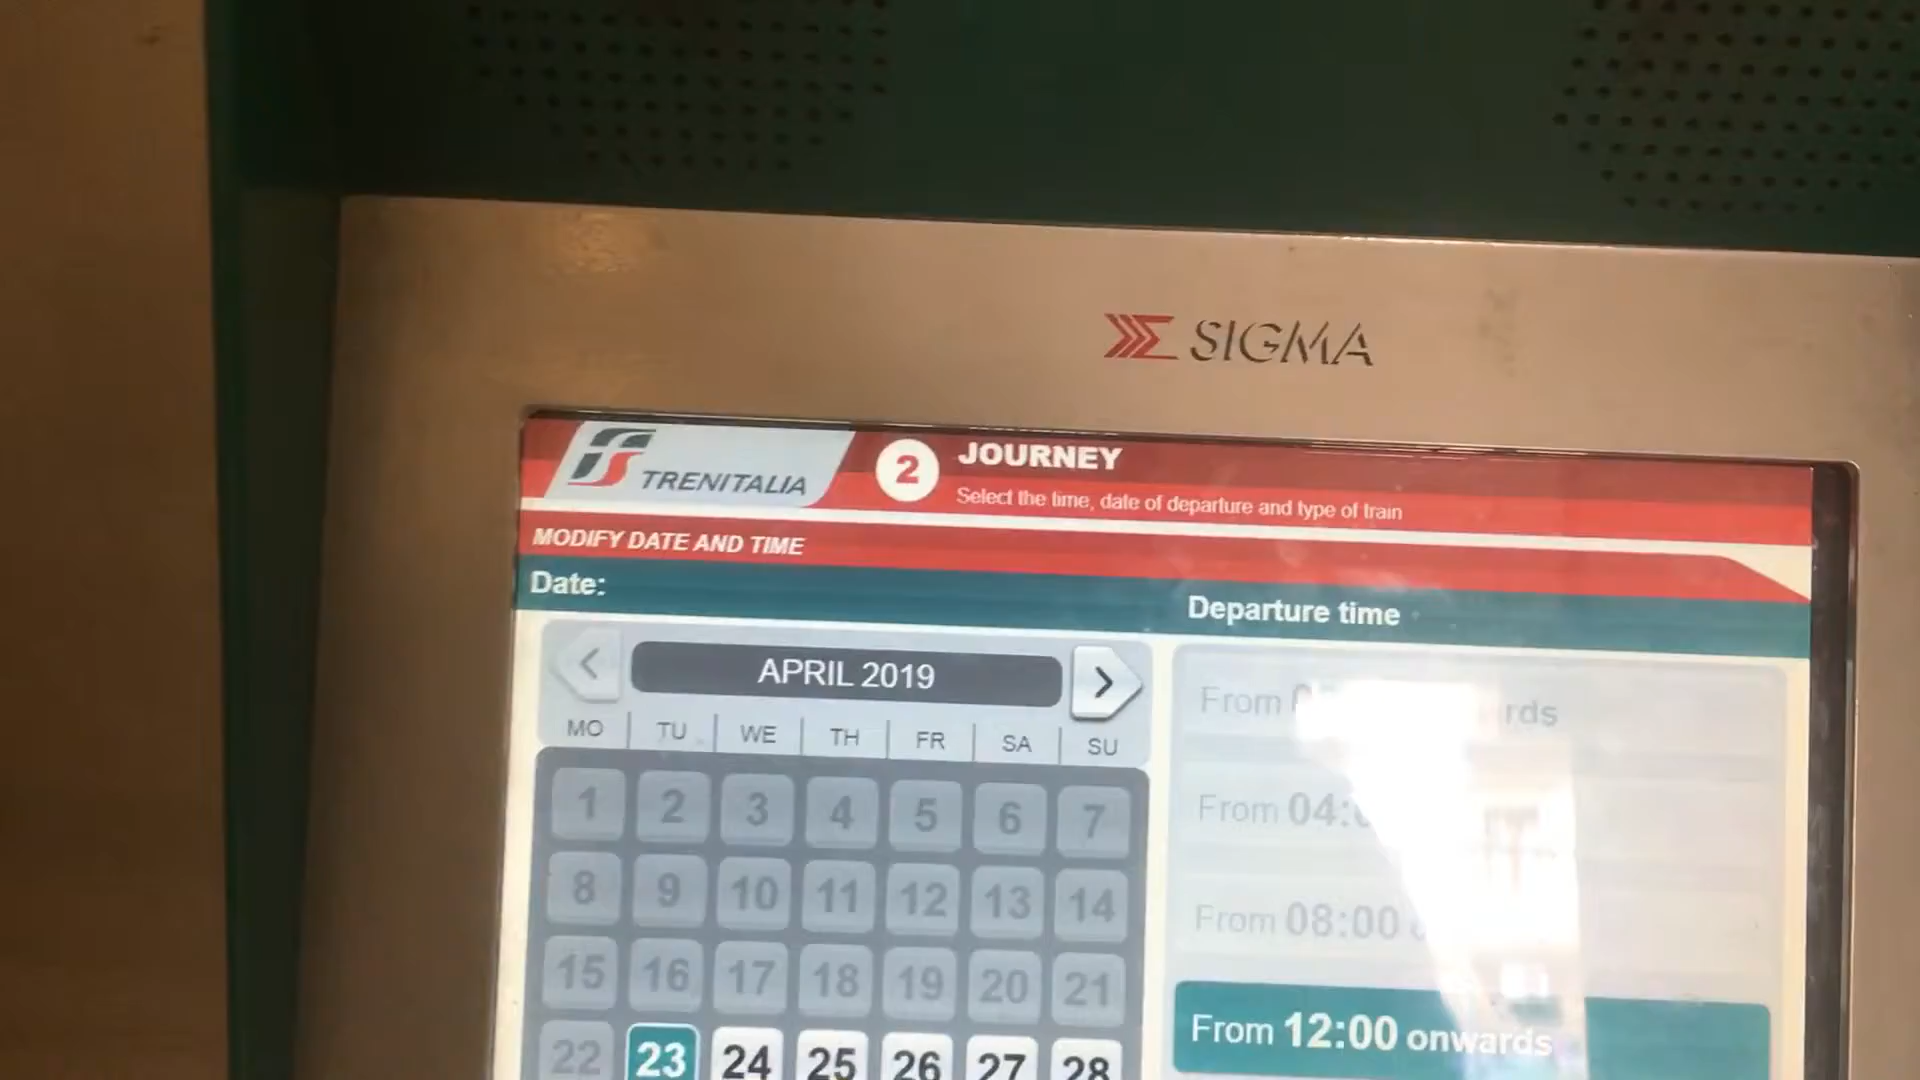 SIGMA
TRENITALIA
2
JOURNEY
Select the time, date of departure and type of train
MODIFY DATE AND TIME
Date:
Departure time
<
APRIL 2019
>
MO TU WE TH FR SA SU
1 2 3 4 5 6 7
8 9 10 11 12 13 14
15 16 17 18 19 20 21
22 23 24 25 26 27 28
From
From
From 08:00
From 12:00 onwards